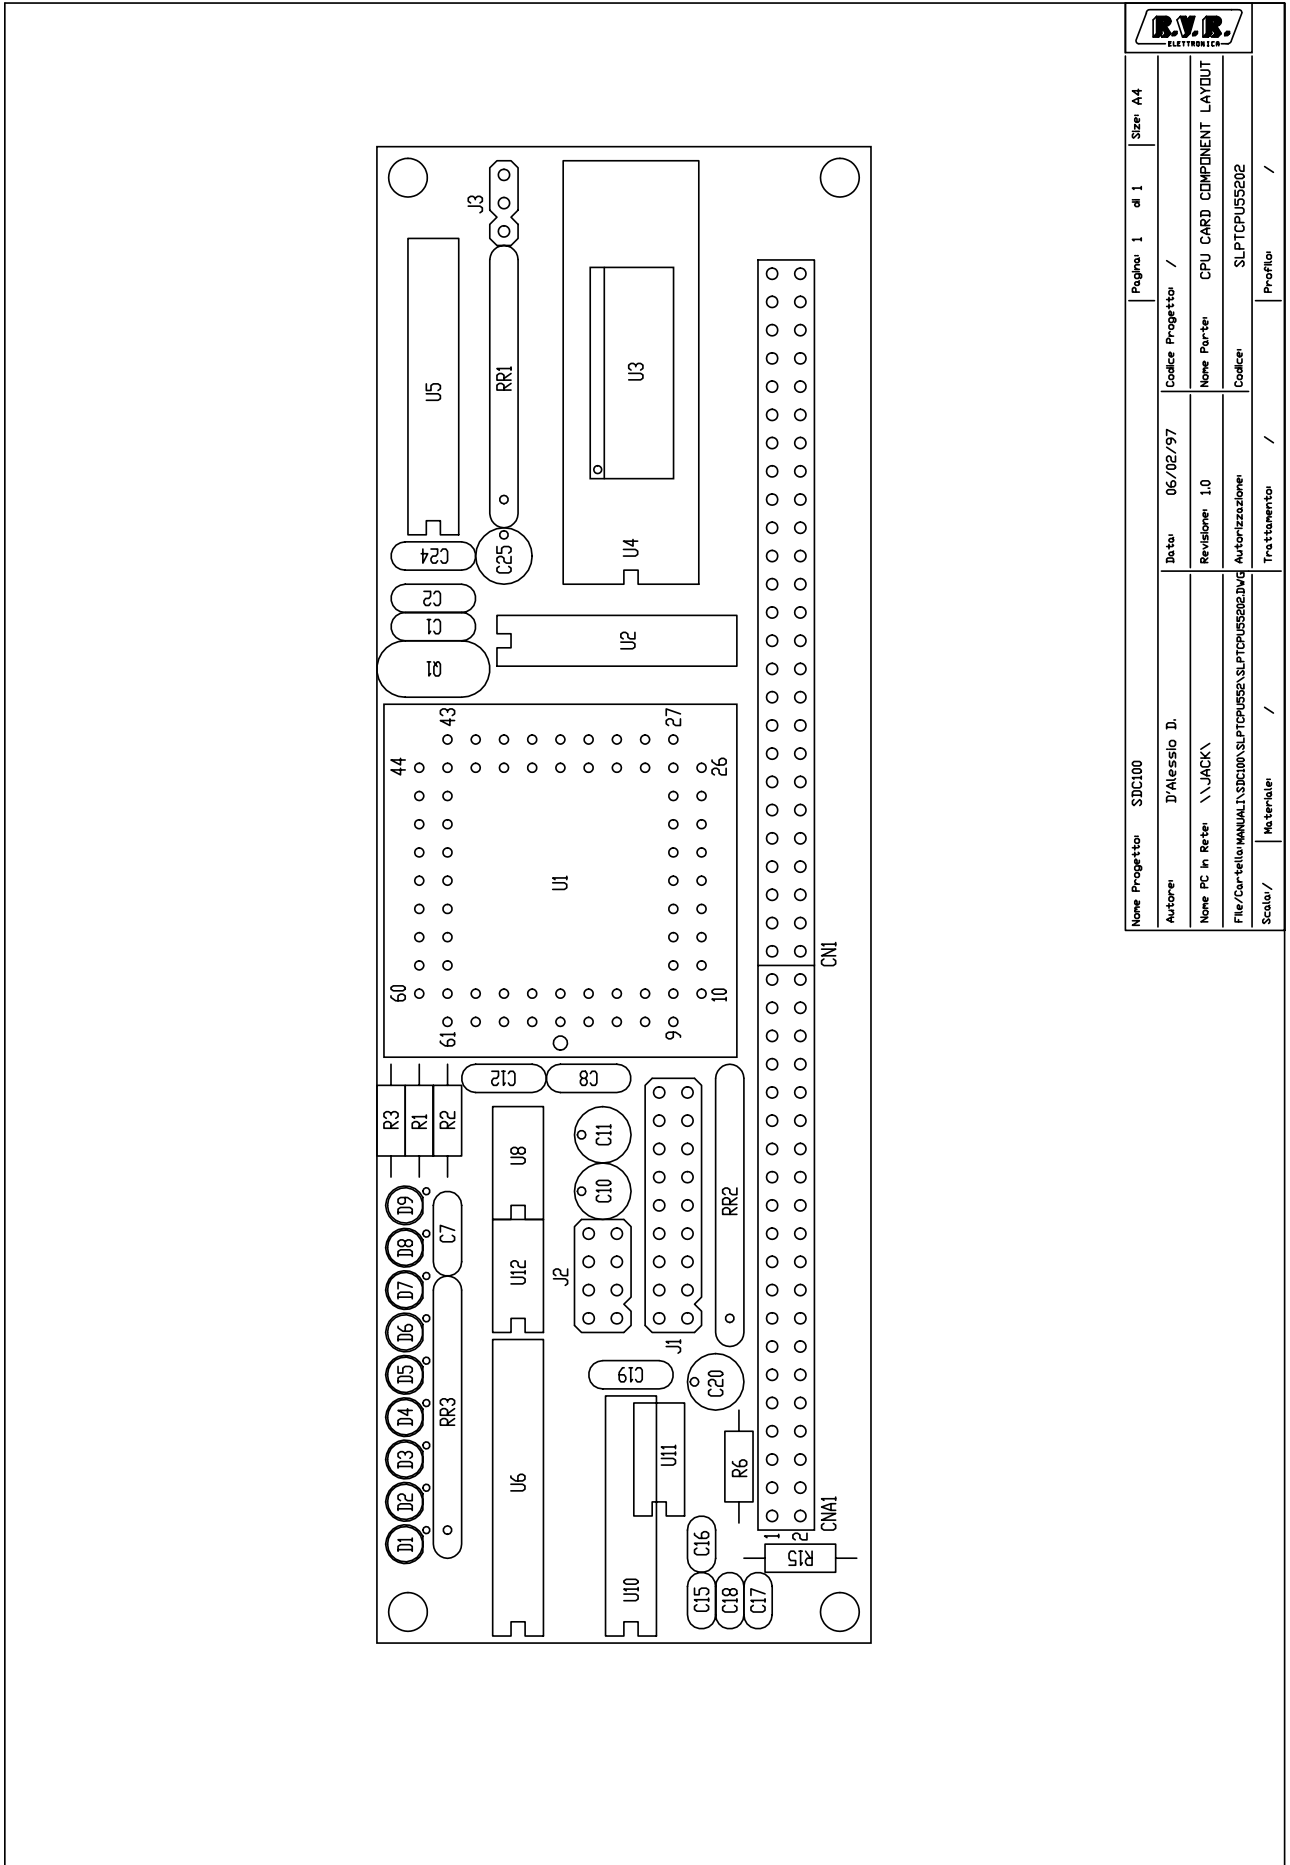 R.V.R.
ELETTRONICA
Nome Progetto: SDC100
Pagina: 1 di 1
Size: A4
Autore: D'Alessio D.
Data: 06/02/97
Codice Progetto: /
Nome PC in Rete: \\JACK\
Revisione: 1.0
Nome Parte: CPU CARD COMPONENT LAYOUT
File/Cartella: MANUALI\SDC100\SLPTCPU552\SLPTCPU55202.DWG
Autorizzazione:
Codice: SLPTCPU55202
Scala: /
Materiale: /
Trattamento: /
Profilo: /
J3
U5
RR1
U3
U4
C24
C25
C2
C1
Q1
U2
43
27
44
26
U1
60
10
61
9
CN1
C12
C8
R3
R1
R2
U8
C11
C10
RR2
D9
D8
D7
D6
D5
D4
D3
D2
D1
C7
RR3
U12
J2
J1
C19
C20
U6
U11
U10
R6
CNA1
1
2
C16
R15
C15
C18
C17